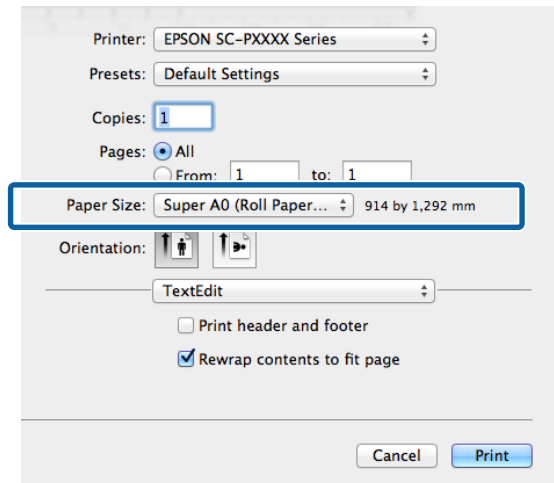 Printer: EPSON SC-PXXXX Series
Presets: Default Settings
Copies: 1
Pages: All
From: 1 to: 1
Paper Size: Super A0 (Roll Paper... 914 by 1,292 mm
Orientation:
TextEdit
Print header and footer
Rewrap contents to fit page
Cancel Print